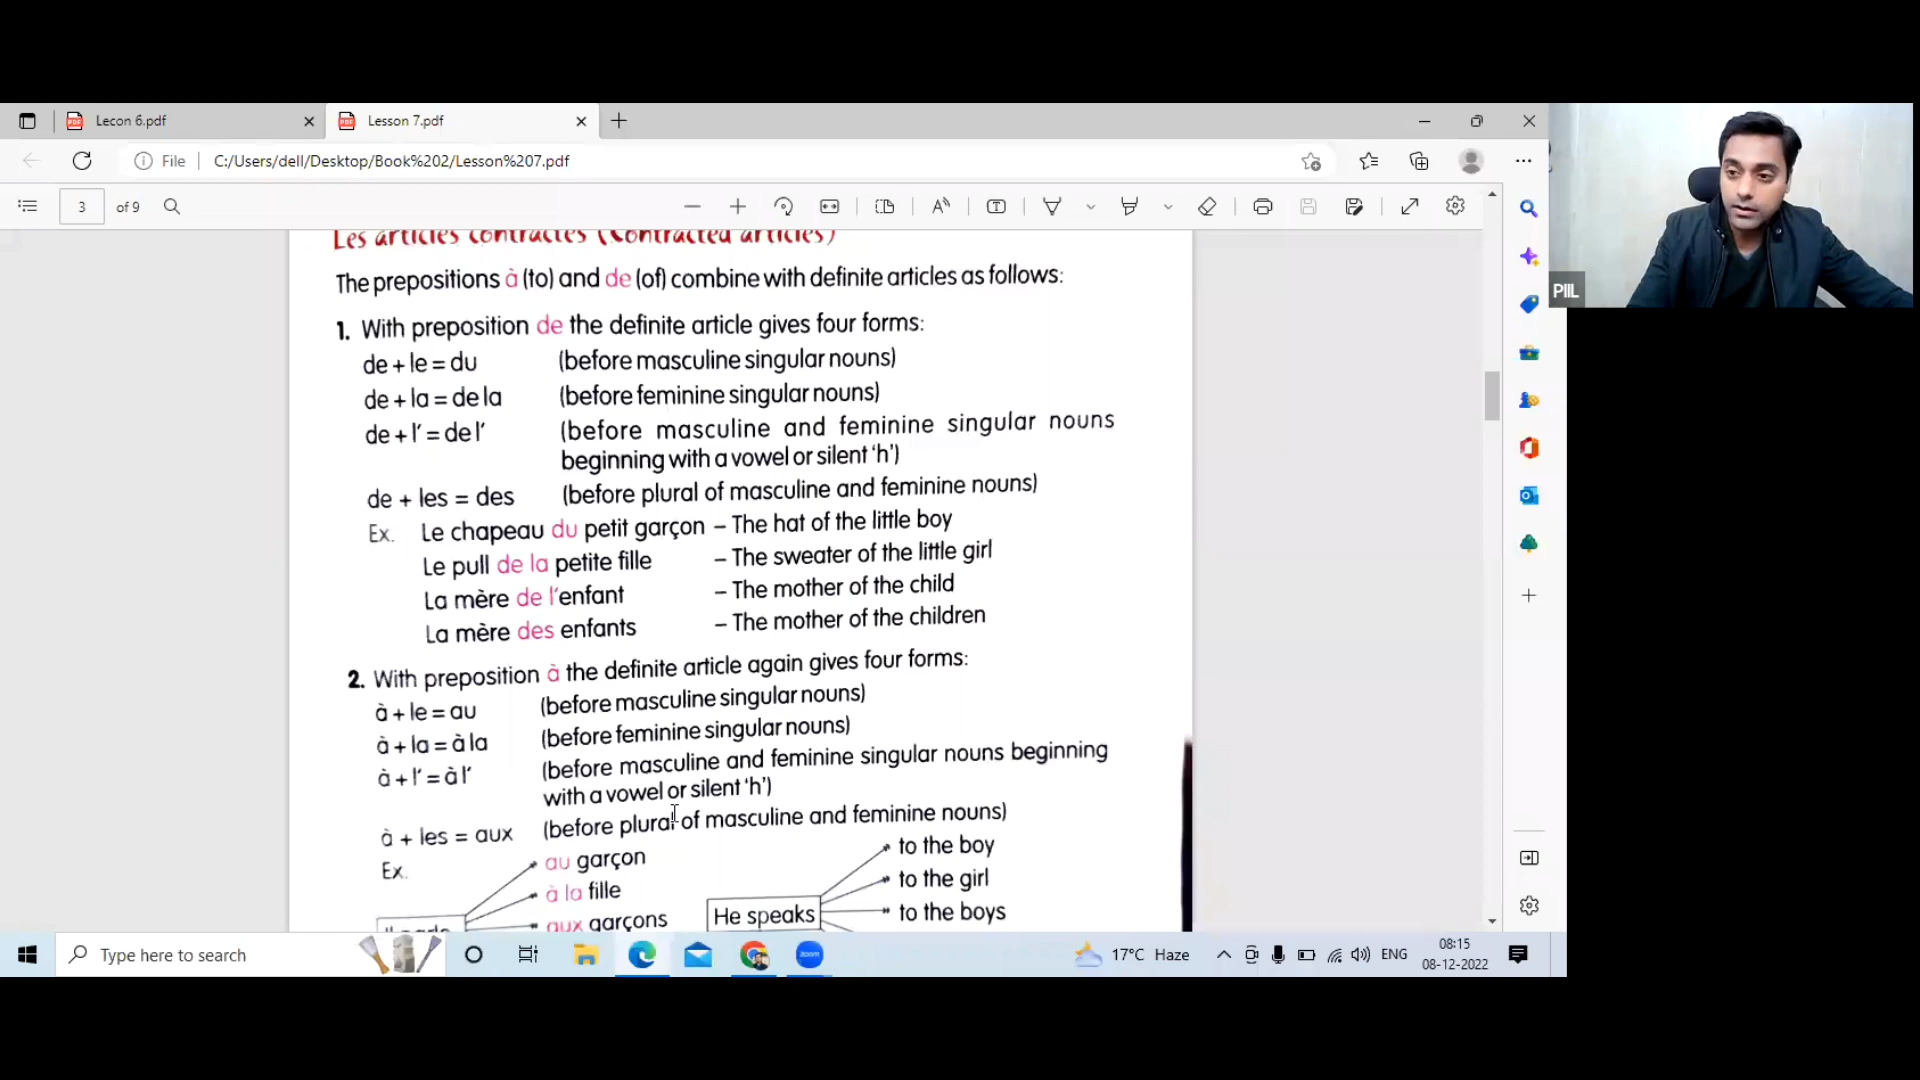 Lecon 6.pdf
Lesson 7.pdf
File C:/Users/dell/Desktop/Book%202/Lesson%207.pdf
3 of 9
PIIL
Les articles contractés (Contracted articles)
The prepositions à (to) and de (of) combine with definite articles as follows:
1. With preposition de the definite article gives four forms:
de + le = du (before masculine singular nouns)
de + la = de la (before feminine singular nouns)
de + l' = de l' (before masculine and feminine singular nouns
beginning with a vowel or silent 'h')
de + les = des (before plural of masculine and feminine nouns)
Ex. Le chapeau du petit garçon – The hat of the little boy
Le pull de la petite fille – The sweater of the little girl
La mère de l'enfant – The mother of the child
La mère des enfants – The mother of the children
2. With preposition à the definite article again gives four forms:
à + le = au (before masculine singular nouns)
à + la = à la (before feminine singular nouns)
à + l' = à l' (before masculine and feminine singular nouns beginning
with a vowel or silent 'h')
à + les = aux (before plural of masculine and feminine nouns)
Ex. au garçon to the boy
à la fille to the girl
aux garçons He speaks to the boys
Il parle
Type here to search
zoom
17°C Haze
ENG
08:15
08-12-2022